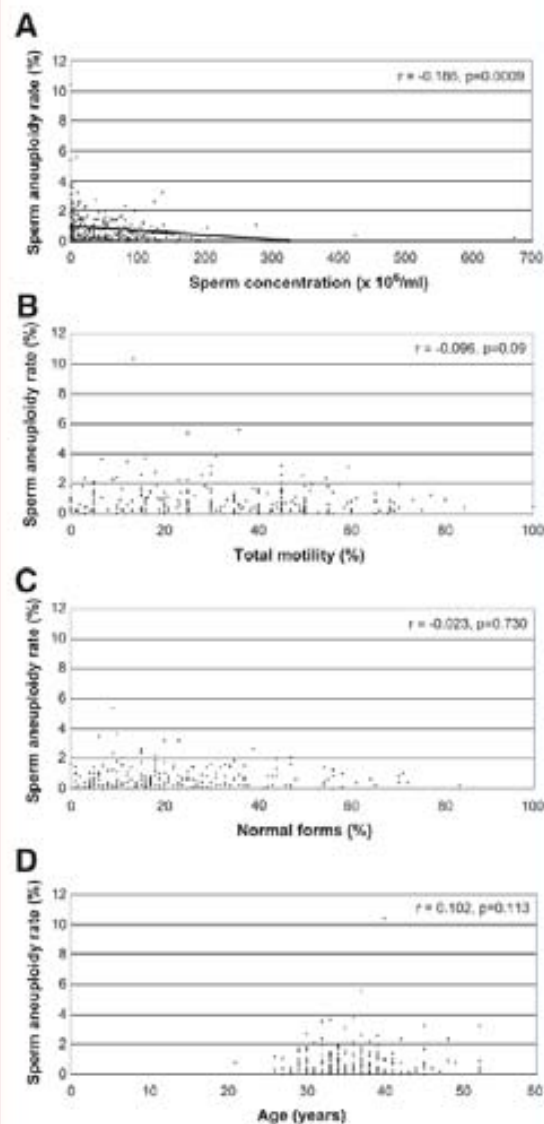 A
Sperm aneuploidy rate (%)
12
10
8
6
4
2
0
r = -0.186, p=0.0009
0 100 200 300 400 500 600 700
Sperm concentration (x 10⁶/ml)
B
Sperm aneuploidy rate (%)
12
10
8
6
4
2
0
r = -0.096, p=0.09
0 20 40 60 80 100
Total motility (%)
C
Sperm aneuploidy rate (%)
12
10
8
6
4
2
0
r = -0.023, p=0.730
0 20 40 60 80 100
Normal forms (%)
D
Sperm aneuploidy rate (%)
12
10
8
6
4
2
0
r = 0.102, p=0.113
0 10 20 30 40 50
Age (years)